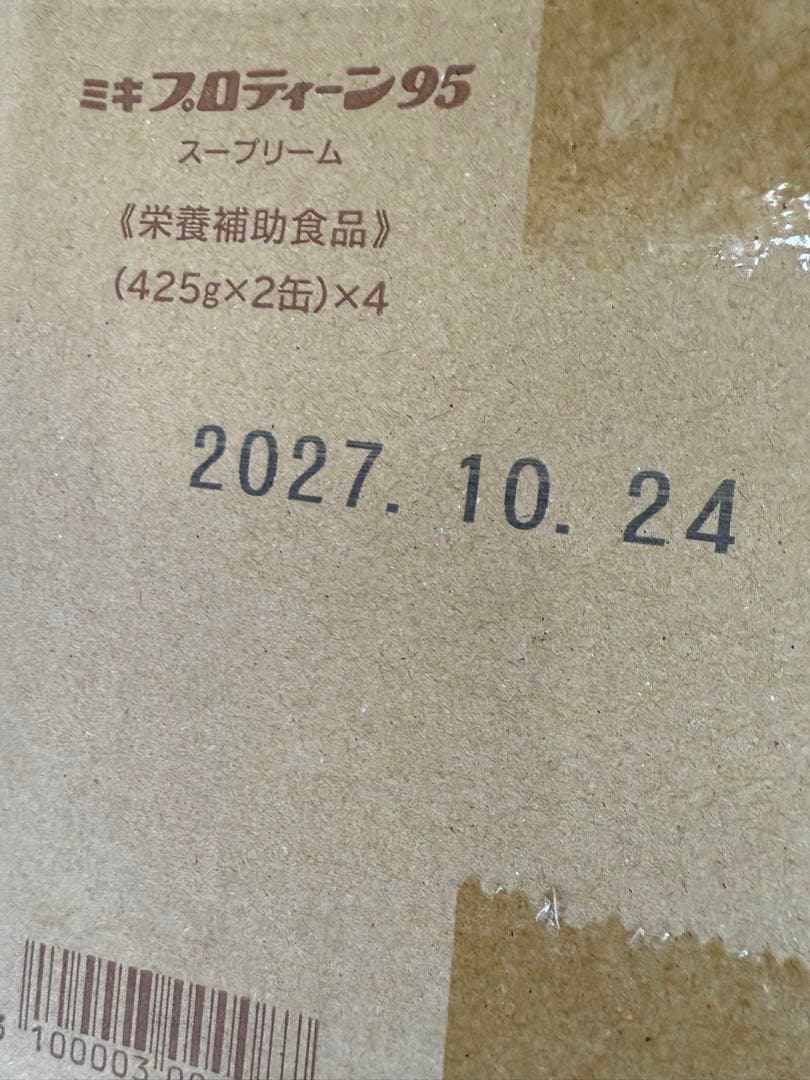 ミキプロティーン95
スープリーム
《栄養補助食品》
(425g×2缶)×4
2027. 10. 24
100003